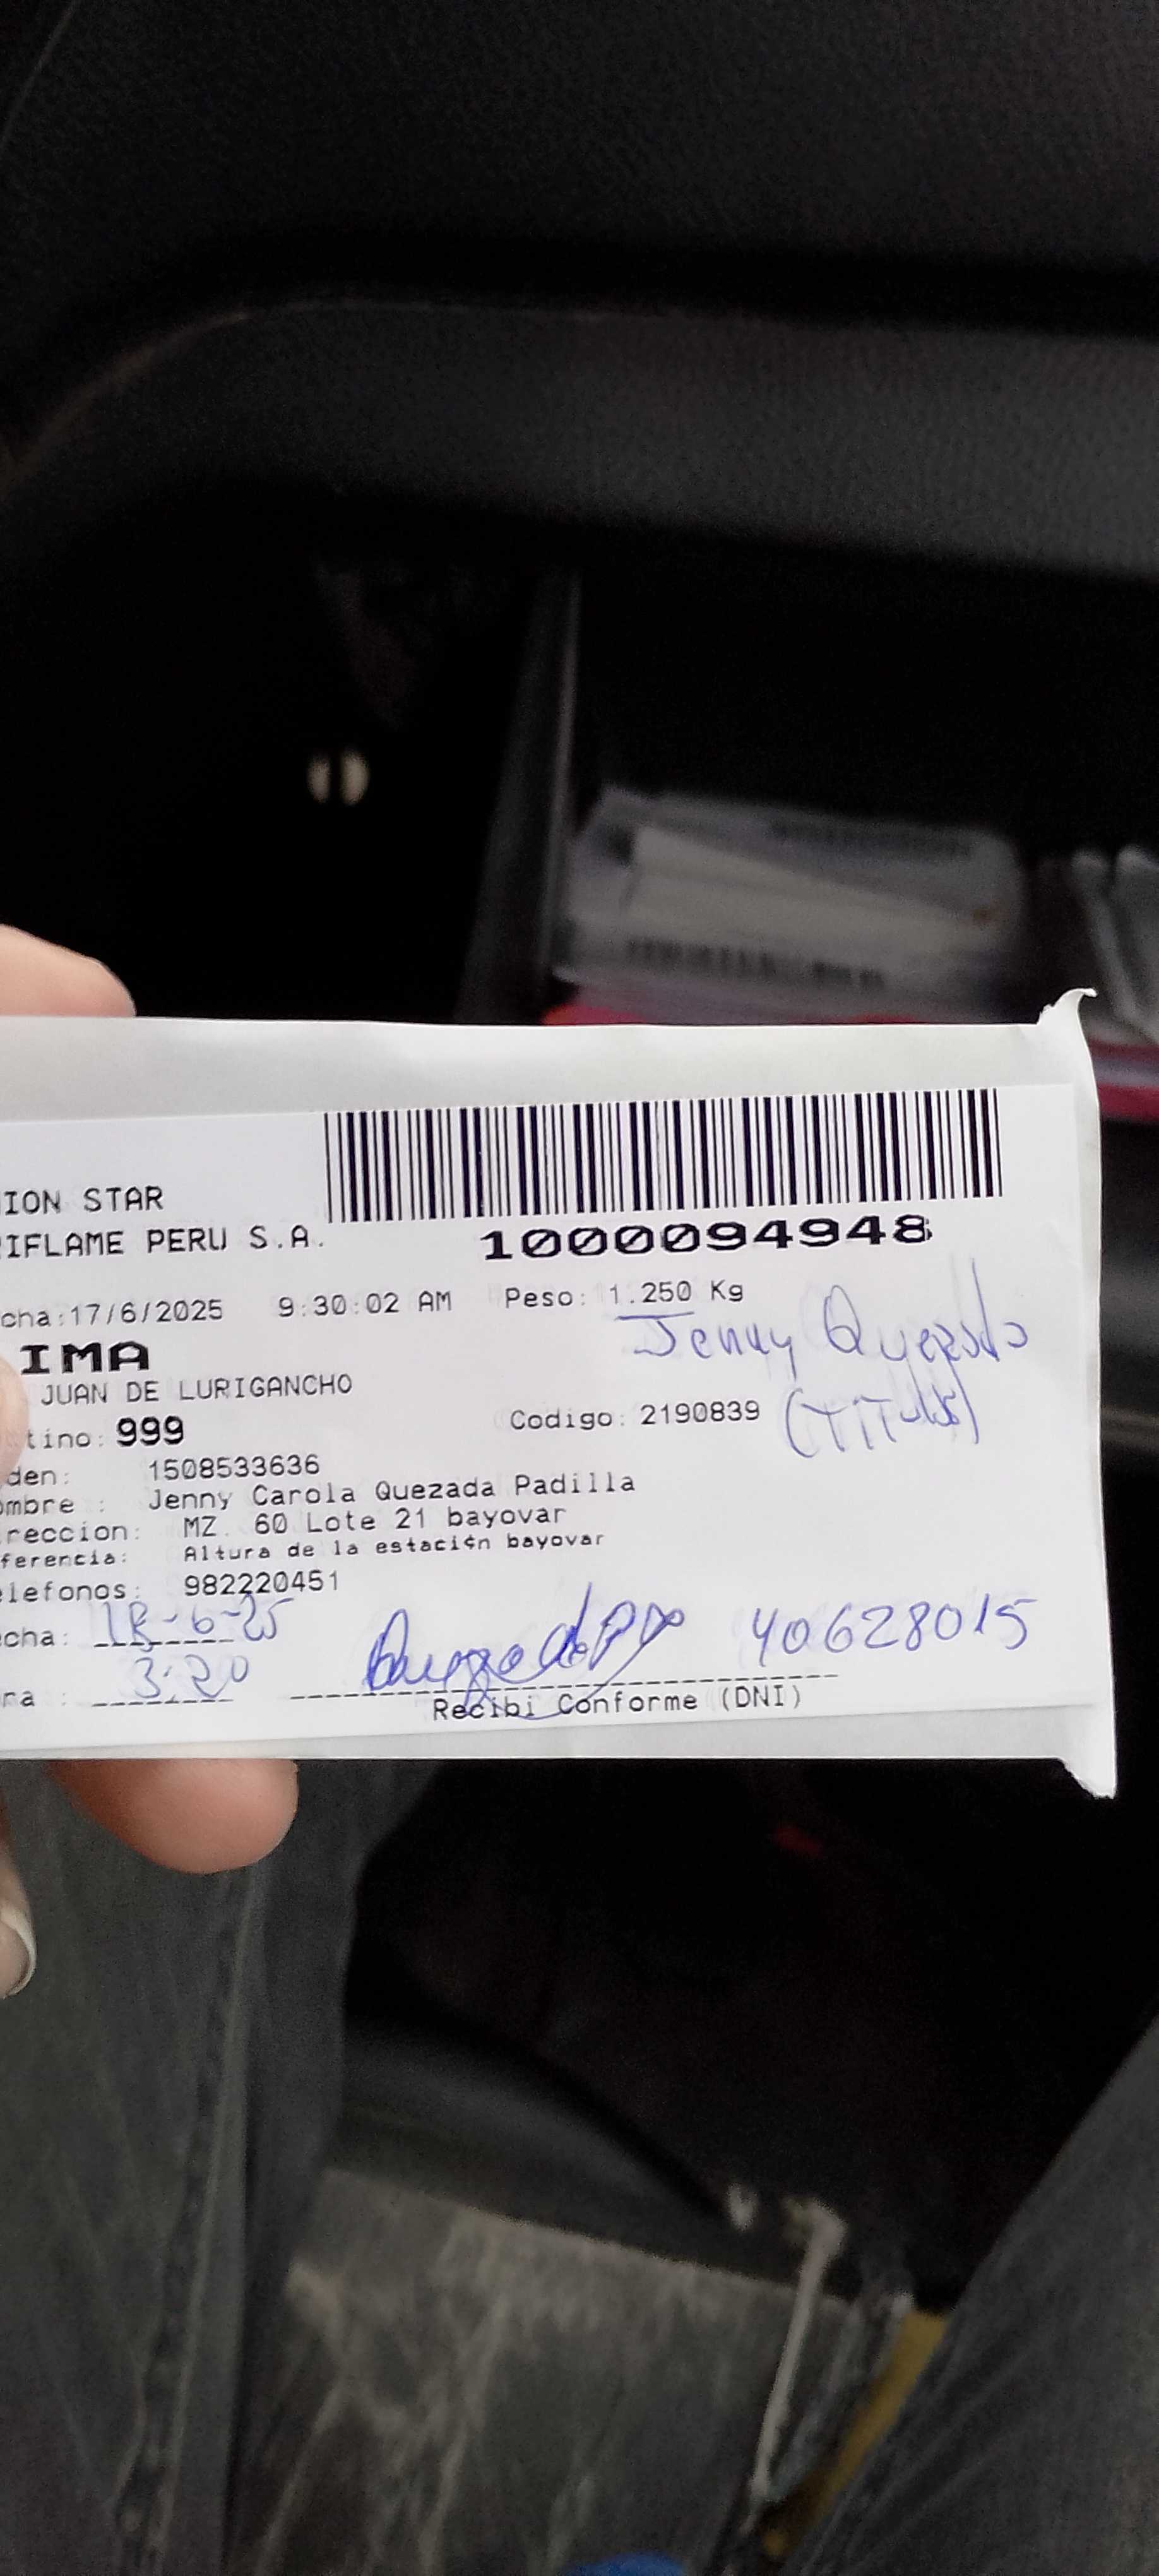 ION STAR
IFLAME PERU S.A.
1000094948
cha:17/6/2025 9:30:02 AM Peso: 1.250 Kg
IMA
Jenny Quezada
JUAN DE LURIGANCHO
tino: 999 Codigo: 2190839 (TITULAR)
den: 1508533636
ombre : Jenny Carola Quezada Padilla
reccion: MZ. 60 Lote 21 bayovar
ferencia: Altura de la estaci¢n bayovar
elefonos: 982220451
cha: 18-6-25
40628015
ra : 3:20
Recibi Conforme (DNI)